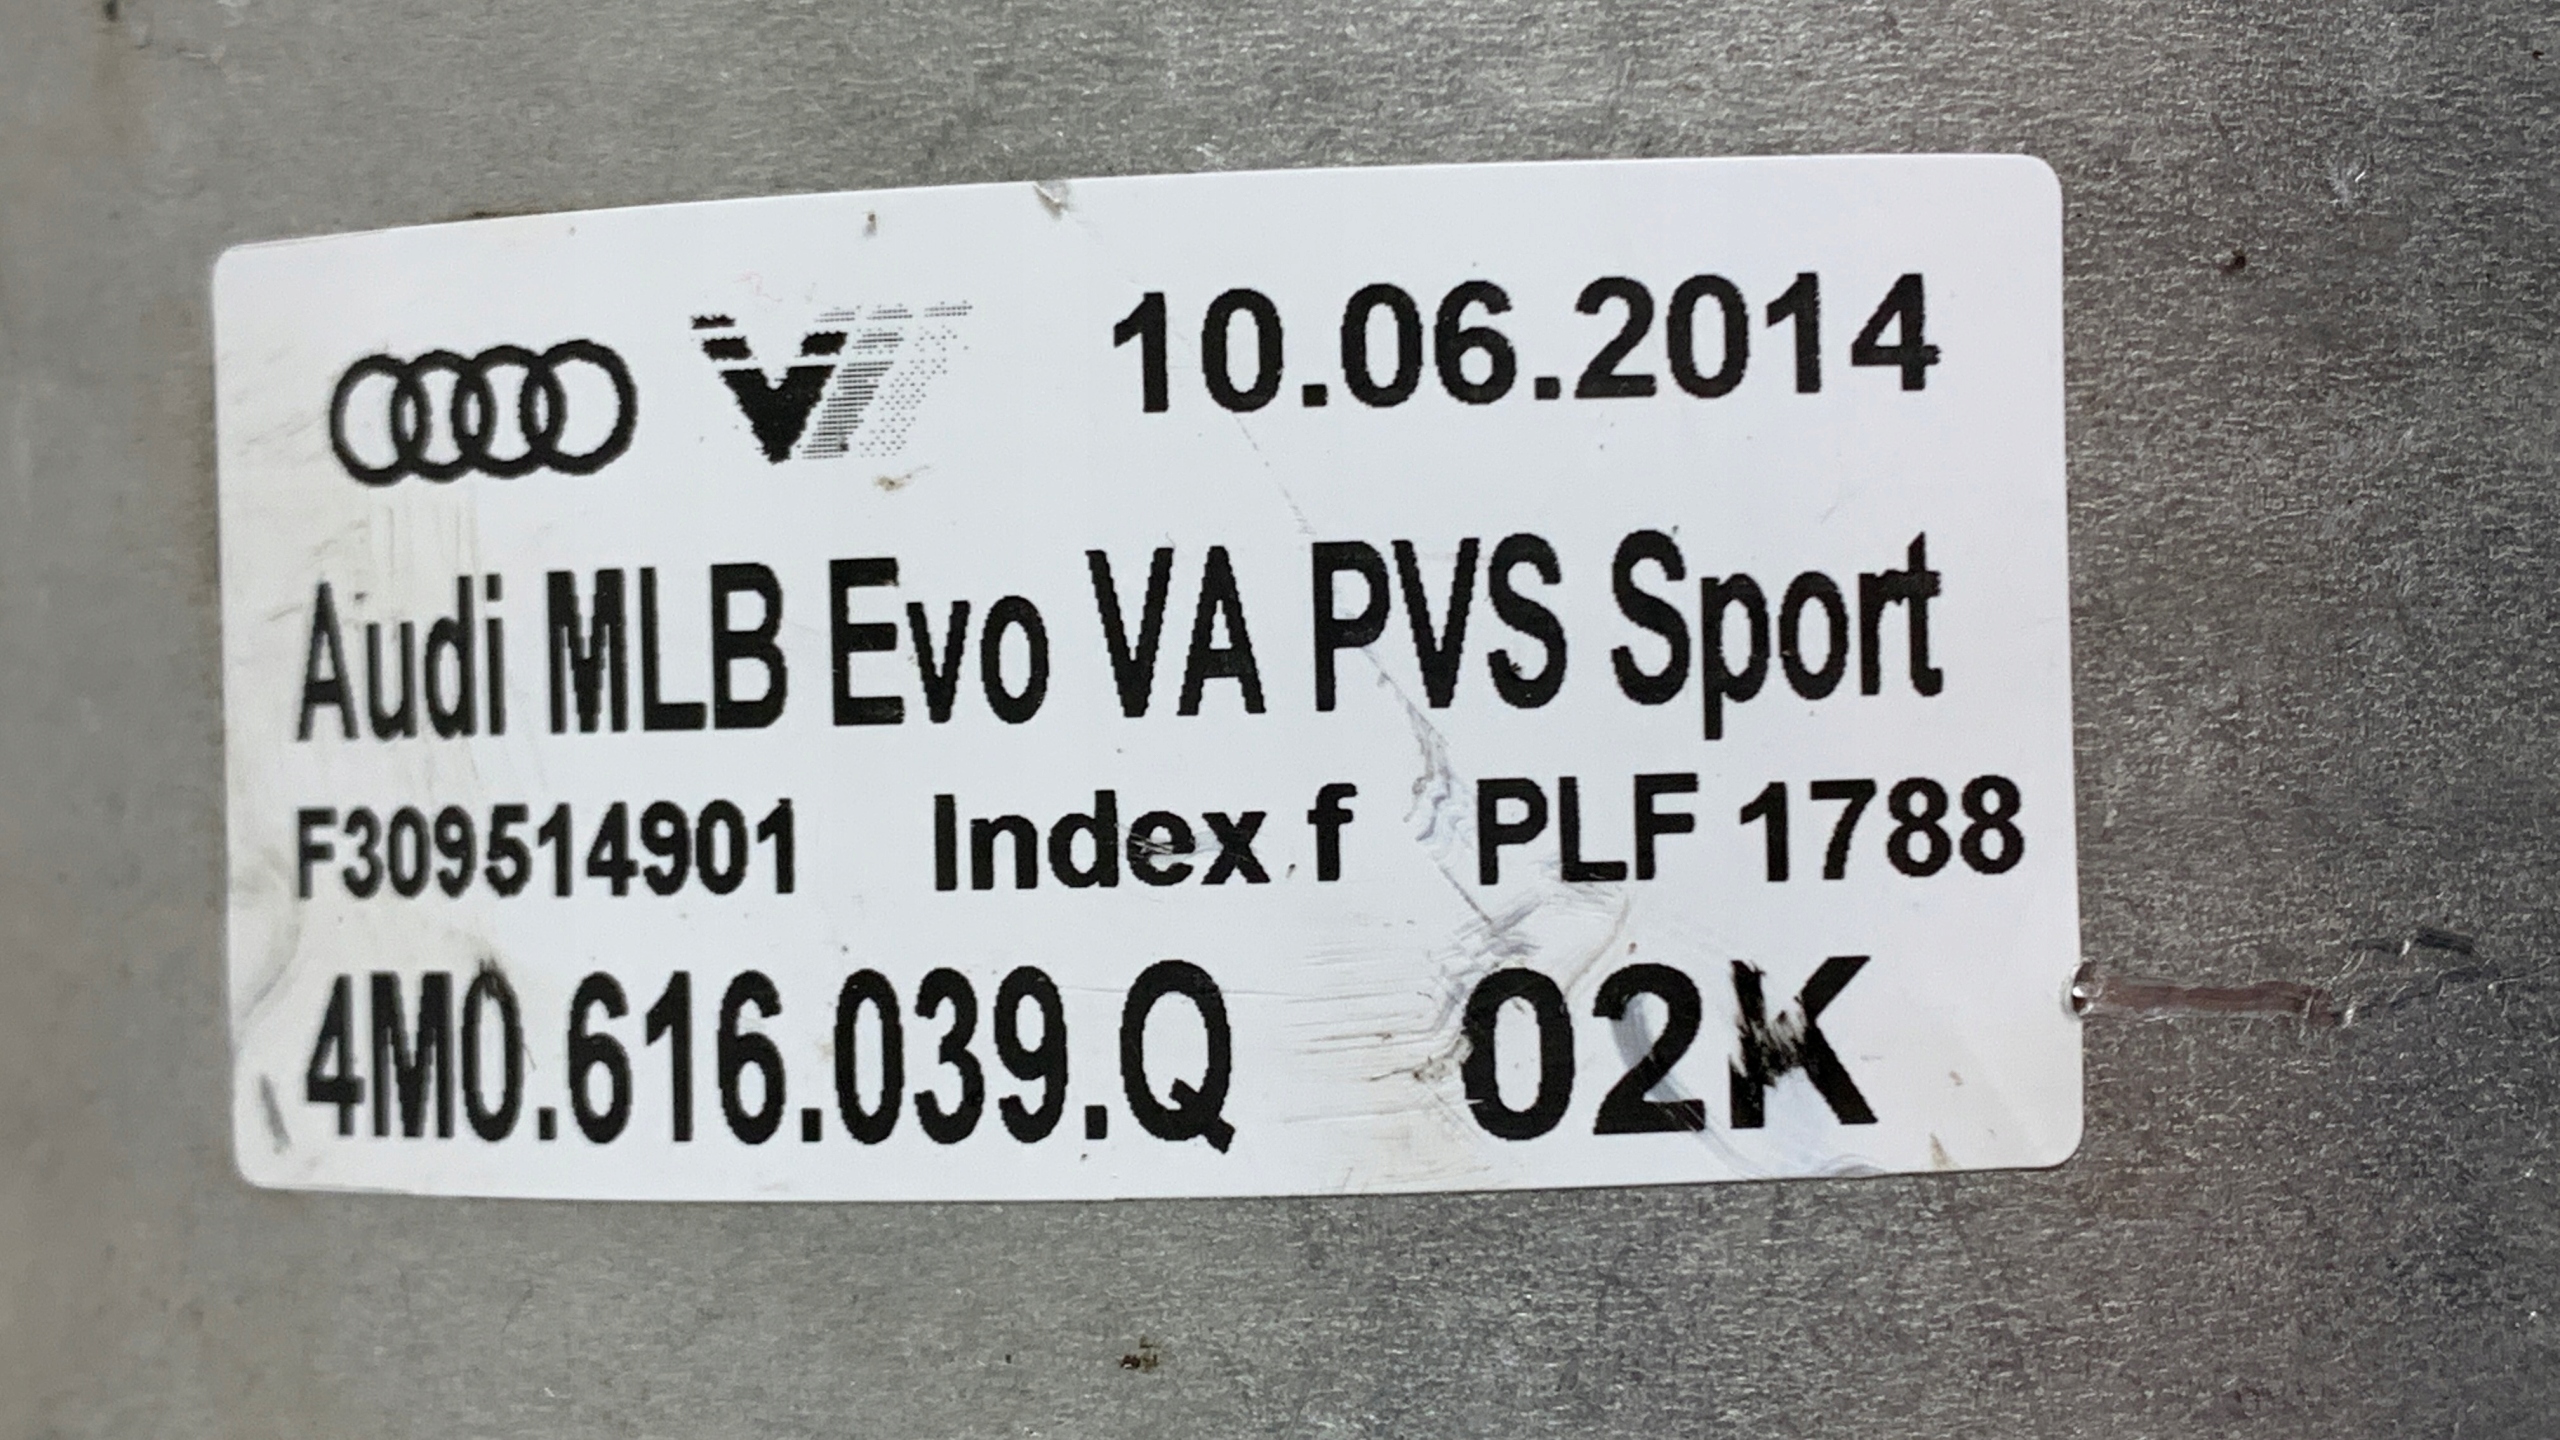 V 10.06.2014
Audi MLB Evo VA PVS Sport
F309514901 Index f PLF 1788
4M0.616.039.Q 02K